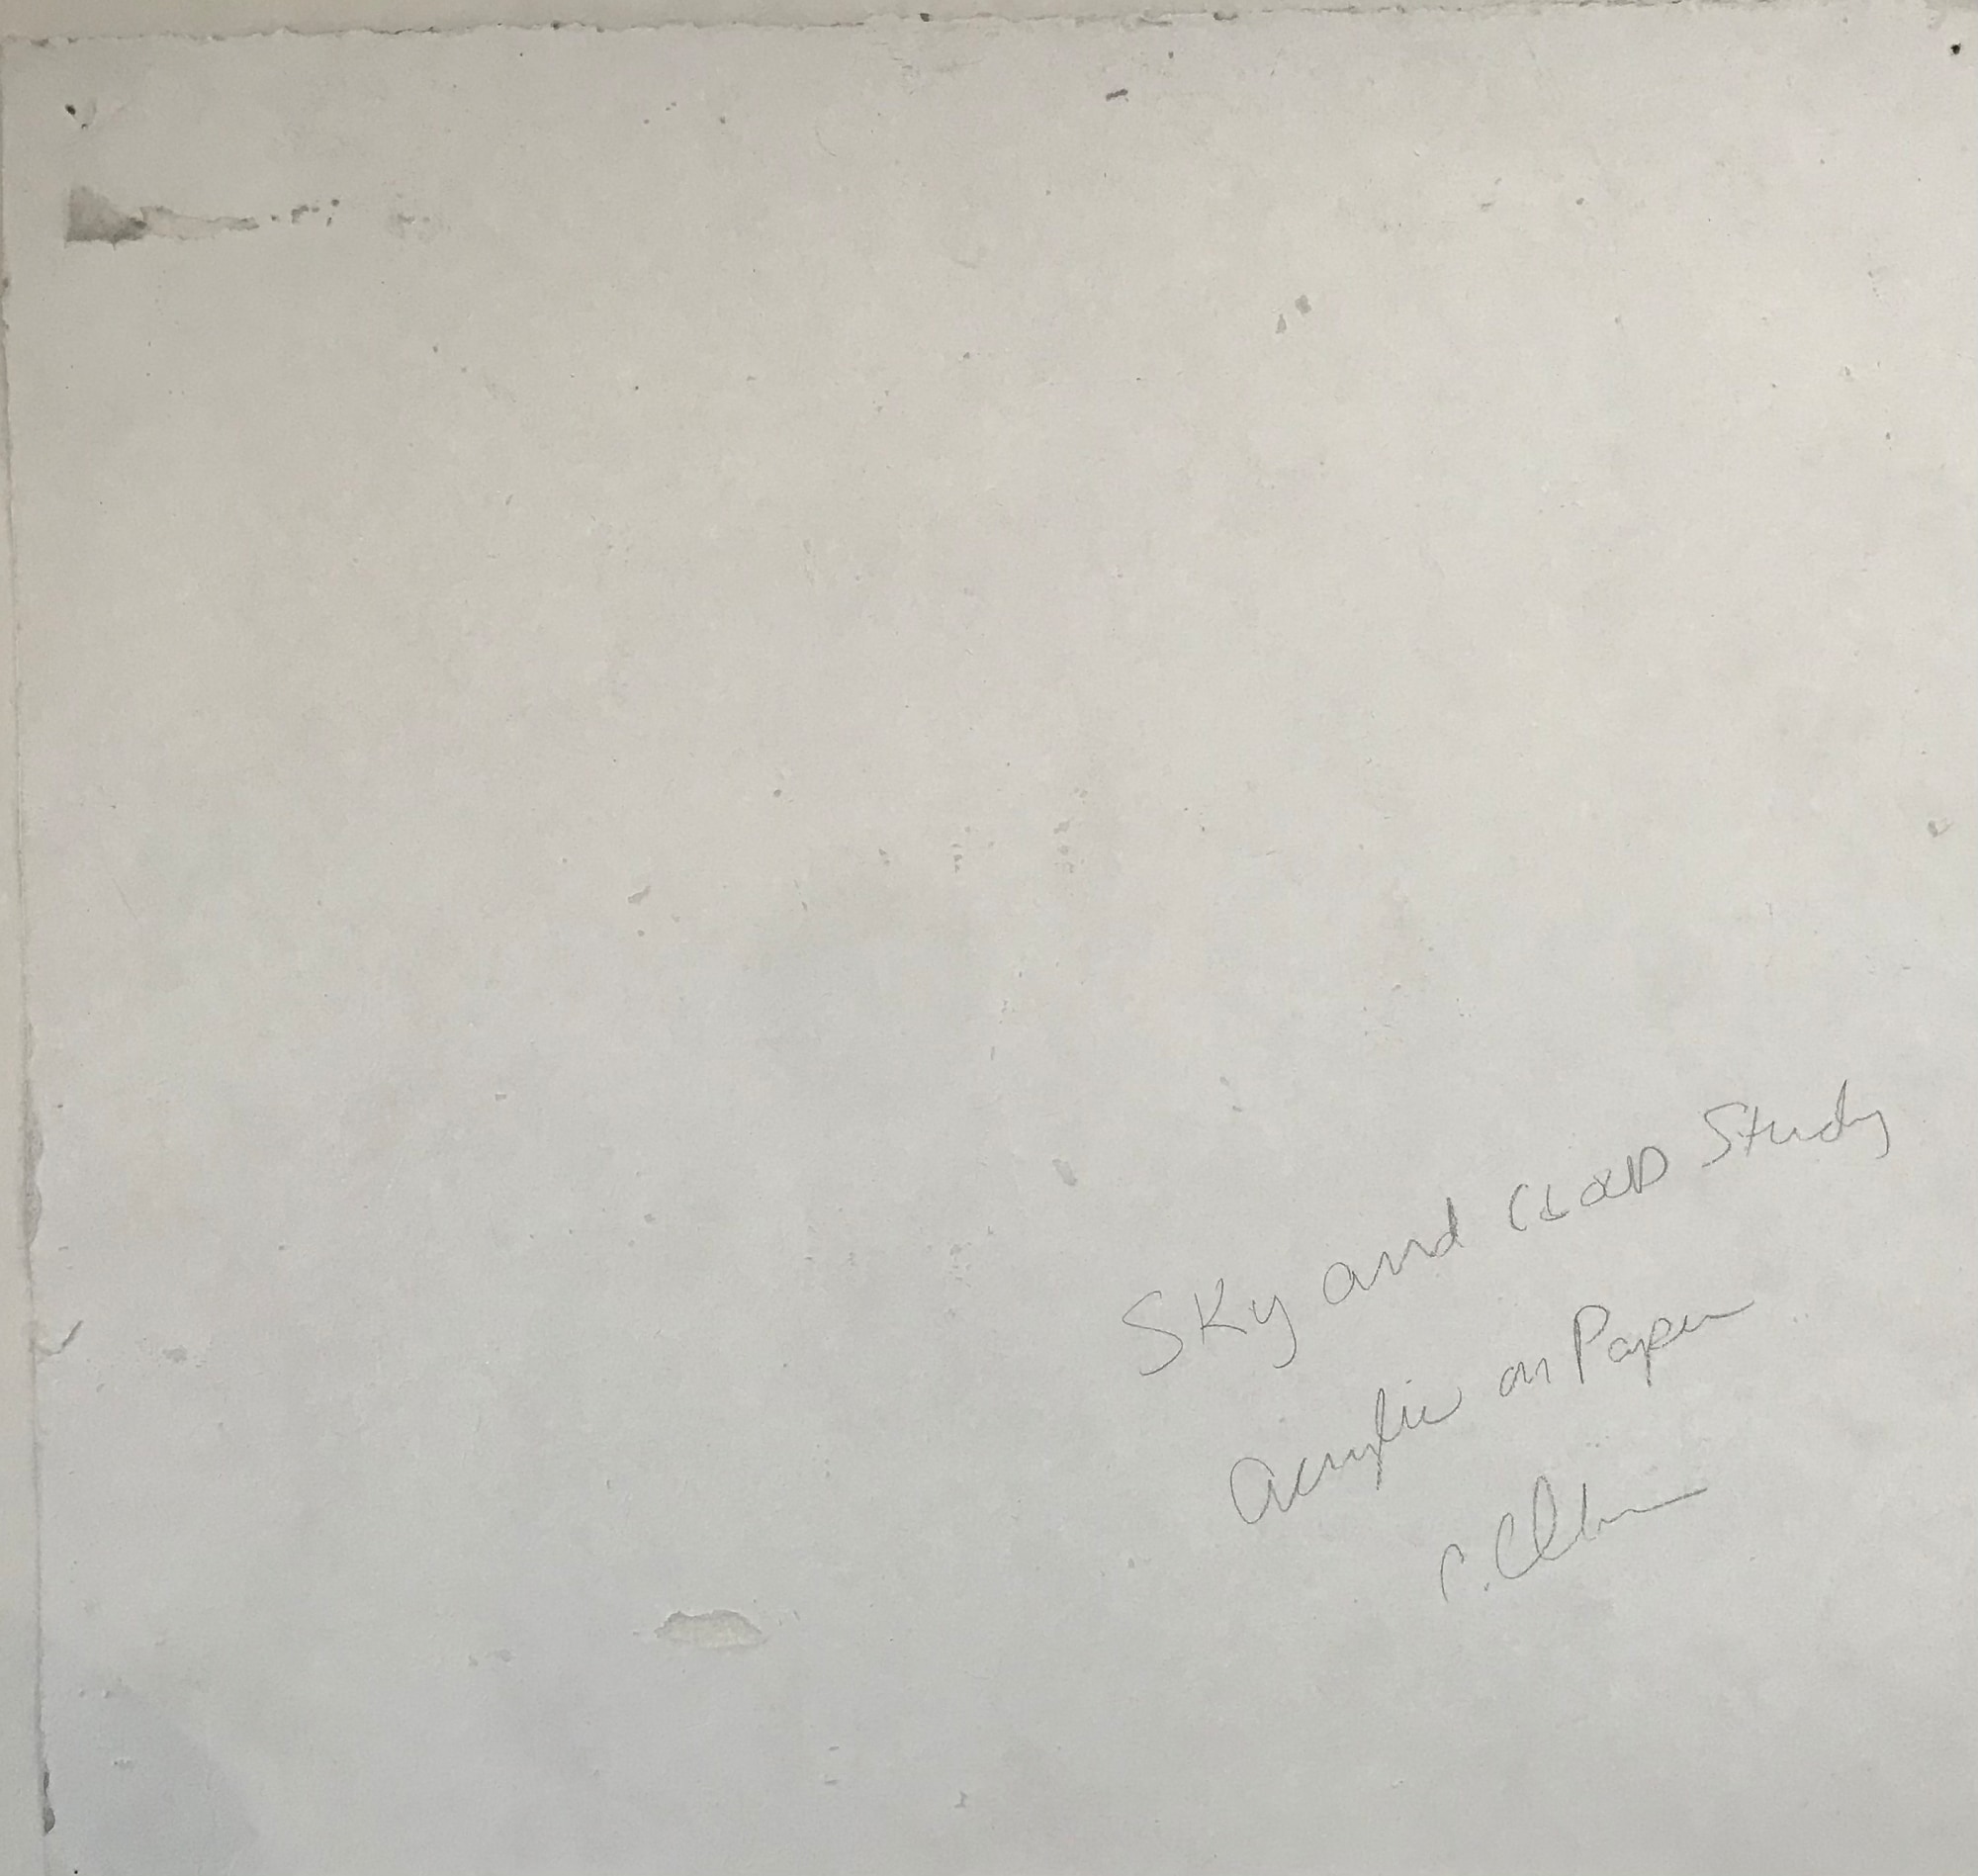 Sky and CLOUD Study
Acrylic on Paper
C.